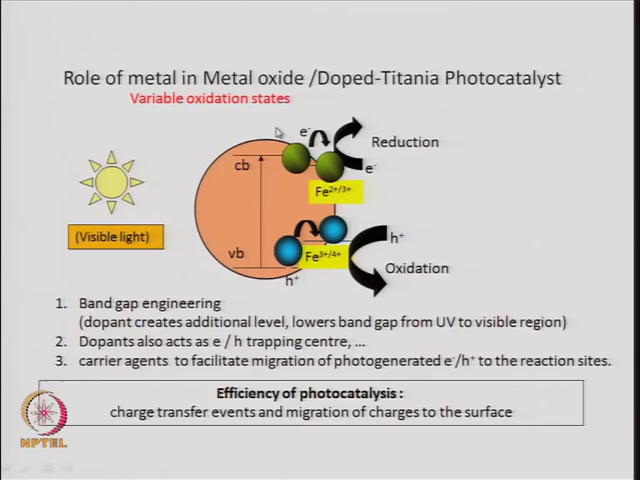 Role of metal in Metal oxide /Doped-Titania Photocatalyst
Variable oxidation states
e-
cb
Reduction
e-
Fe2+/3+
(Visible light)
h+
vb
Fe3+/4+
Oxidation
h+
1. Band gap engineering
(dopant creates additional level, lowers band gap from UV to visible region)
2. Dopants also acts as e / h trapping centre, ...
3. carrier agents to facilitate migration of photogenerated e-/h+ to the reaction sites.
Efficiency of photocatalysis :
charge transfer events and migration of charges to the surface
NPTEL